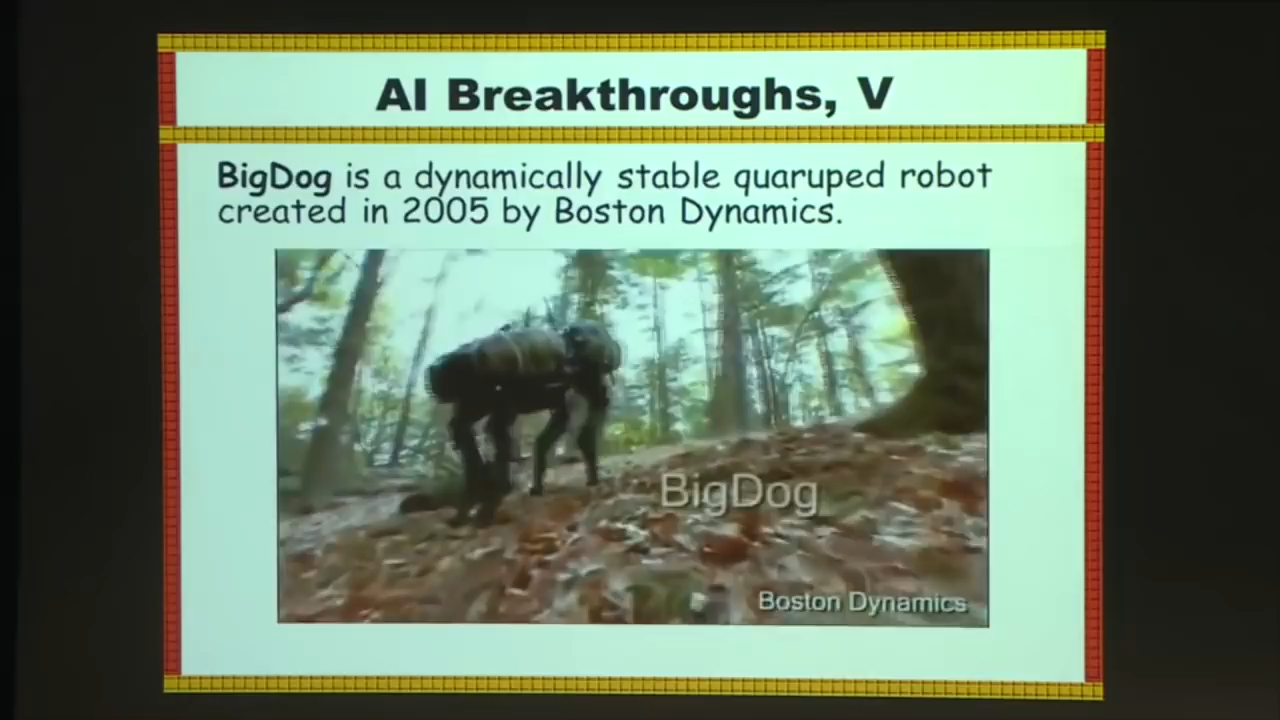 AI Breakthroughs, V
BigDog is a dynamically stable quaruped robot
created in 2005 by Boston Dynamics.
BigDog
Boston Dynamics